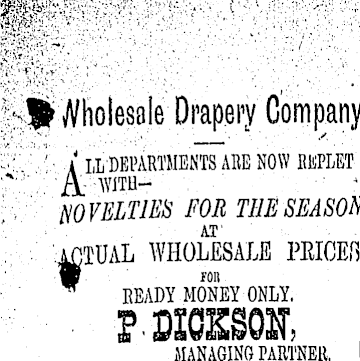 Wholesale Drapery Company
ALL DEPARTMENTS ARE NOW REPLET
WITH—
NOVELTIES FOR THE SEASON
AT
ACTUAL WHOLESALE PRICES
FOR
READY MONEY ONLY.
P. DICKSON,
MANAGING PARTNER.